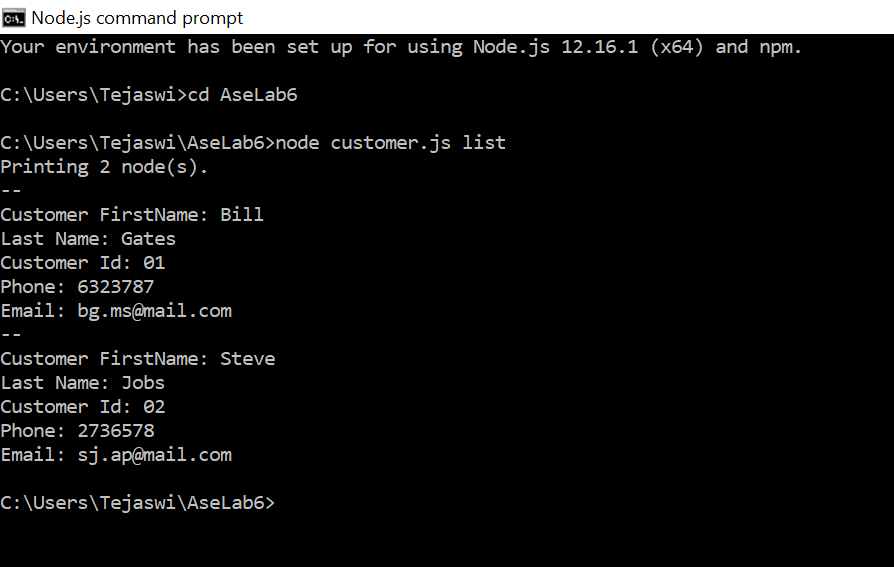 Node.js command prompt
Your environment has been set up for using Node.js 12.16.1 (x64) and npm.
C:\Users\Tejaswi>cd AseLab6
C:\Users\Tejaswi\AseLab6>node customer.js list
Printing 2 node(s).
--
Customer FirstName: Bill
Last Name: Gates
Customer Id: 01
Phone: 6323787
Email: bg.ms@mail.com
--
Customer FirstName: Steve
Last Name: Jobs
Customer Id: 02
Phone: 2736578
Email: sj.ap@mail.com
C:\Users\Tejaswi\AseLab6>